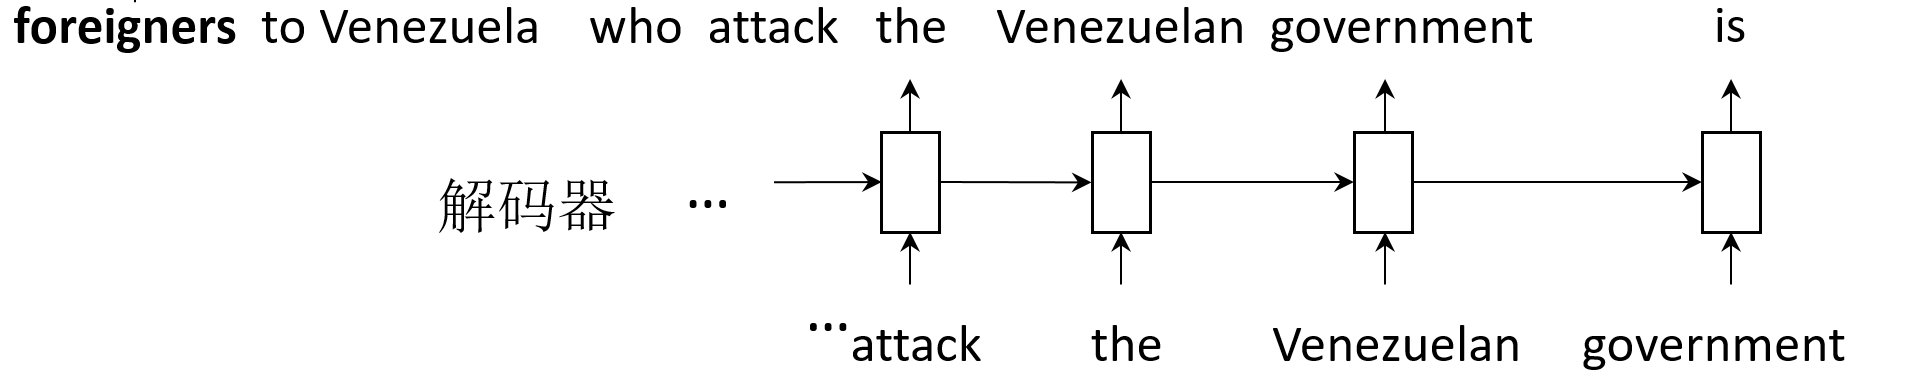 foreigners to Venezuela who attack the Venezuelan government is
解码器 ...
...attack the Venezuelan government